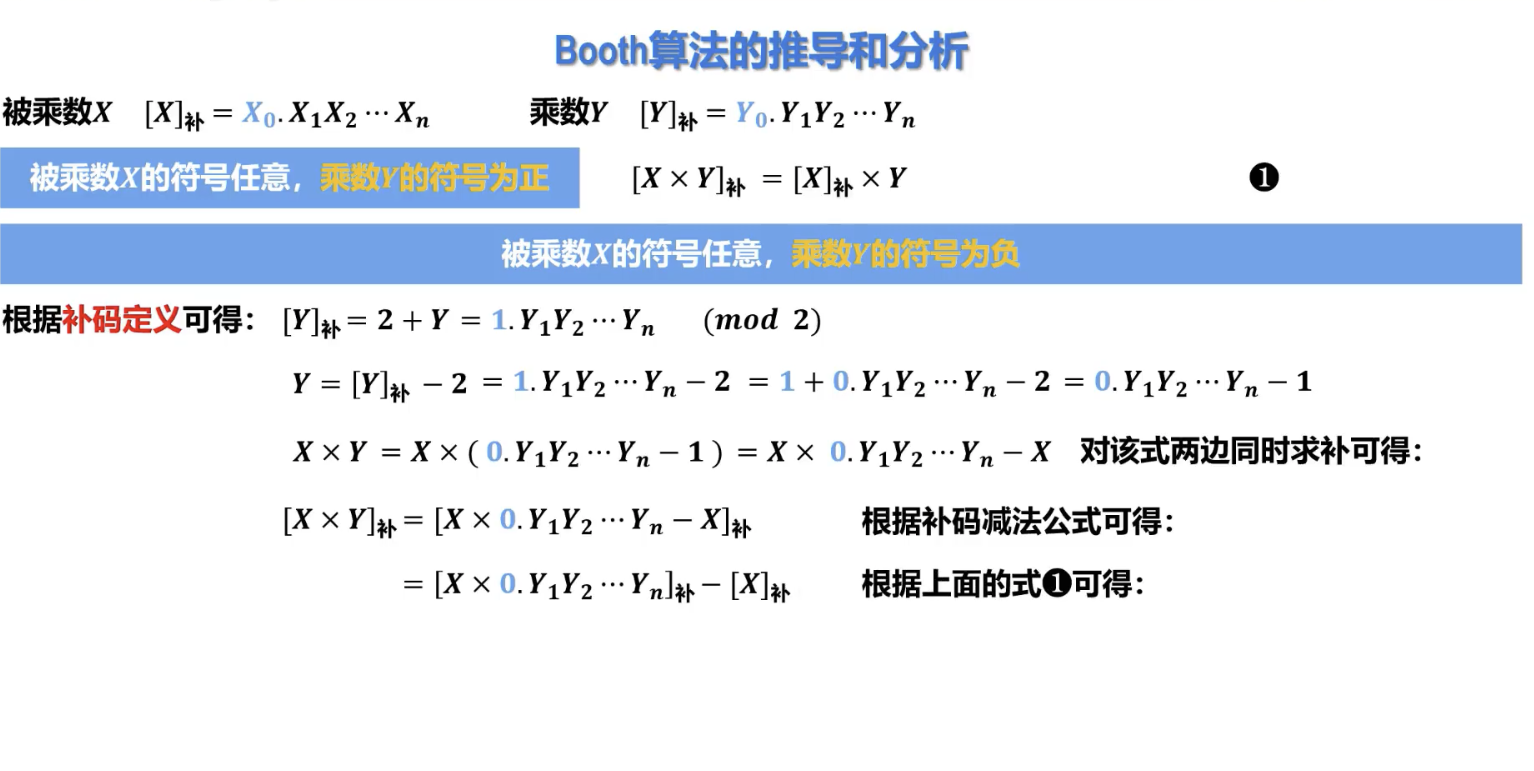 Booth算法的推导和分析
被乘数X [X]补 = X₀. X₁X₂ ⋯ Xₙ 乘数Y [Y]补 = Y₀. Y₁Y₂ ⋯ Yₙ
被乘数X的符号任意，乘数Y的符号为正 [X × Y]补 = [X]补 × Y ❶
被乘数X的符号任意，乘数Y的符号为负
根据补码定义可得： [Y]补 = 2 + Y = 1. Y₁Y₂ ⋯ Yₙ (mod 2)
Y = [Y]补 − 2 = 1. Y₁Y₂ ⋯ Yₙ − 2 = 1 + 0. Y₁Y₂ ⋯ Yₙ − 2 = 0. Y₁Y₂ ⋯ Yₙ − 1
X × Y = X × ( 0. Y₁Y₂ ⋯ Yₙ − 1 ) = X × 0. Y₁Y₂ ⋯ Yₙ − X 对该式两边同时求补可得：
[X × Y]补 = [X × 0. Y₁Y₂ ⋯ Yₙ − X]补 根据补码减法公式可得：
= [X × 0. Y₁Y₂ ⋯ Yₙ]补 − [X]补 根据上面的式❶可得：